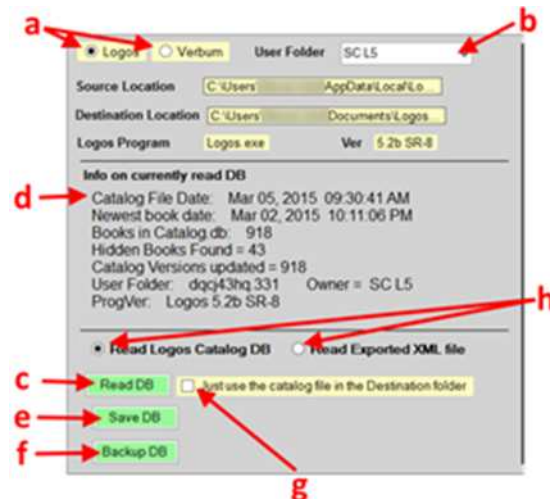 a
b
Logos Verbum User Folder SC L5
Source Location C:\Users AppData\Local\Lo...
Destination Location C:\Users Documents\Logos...
Logos Program Logos.exe Ver 5.2b SR-8
Info on currently read DB
d
Catalog File Date: Mar 05, 2015 09:30:41 AM
Newest book date: Mar 02, 2015 10:11:06 PM
Books in Catalog.db: 918
Hidden Books Found = 43
Catalog Versions updated = 918
User Folder: dqcj43hq.331 Owner = SC L5
ProgVer: Logos 5.2b SR-8
h
Read Logos Catalog DB Read Exported XML file
c
Read DB Just use the catalog file in the Destination folder
e
Save DB
f
Backup DB
g